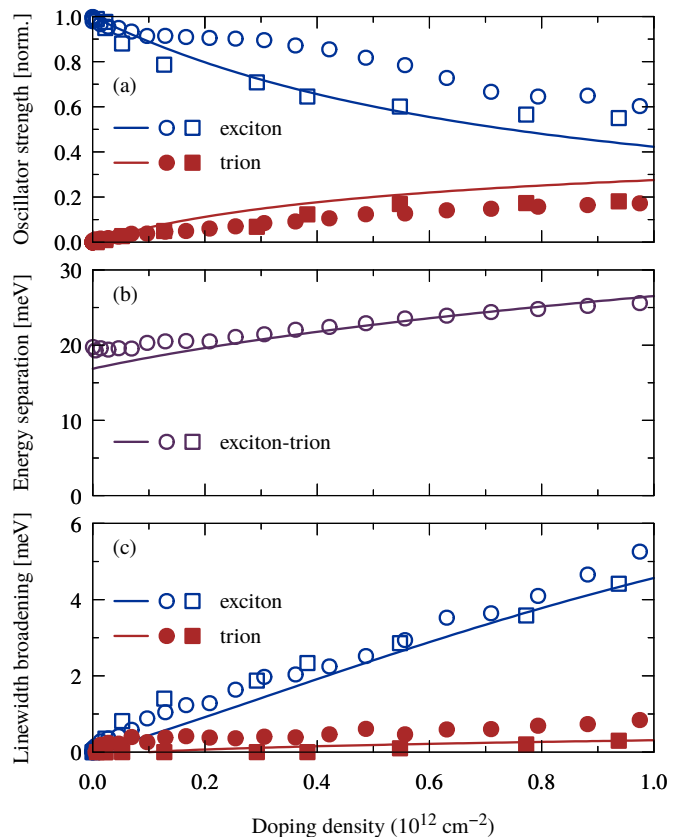 1.0
0.8
0.6
0.4
0.2
0.0
Oscillator strength [norm.]
(a)
exciton
trion
30
20
10
0
Energy separation [meV]
(b)
exciton-trion
6
4
2
0
Linewidth broadening [meV]
(c)
exciton
trion
0.0 0.2 0.4 0.6 0.8 1.0
Doping density (10¹² cm⁻²)